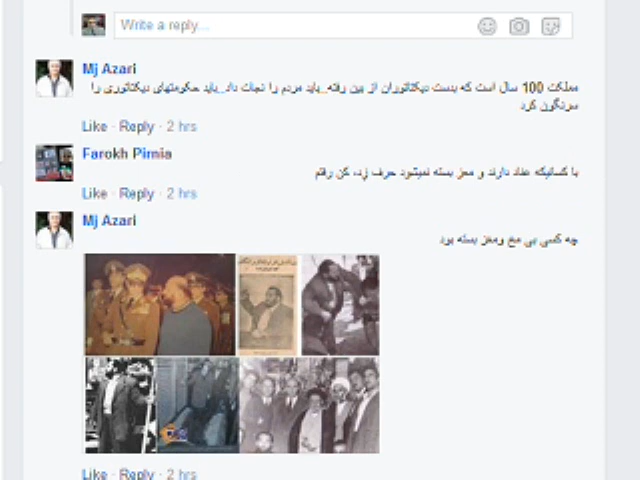 Write a reply...
Mj Azari
مملکت 100 سال است که بدست دیکتاتوران از بین رفته_باید مردم را نجات داد_باید حکومتهای دیکتاتوری را
سرنگون کرد
Like · Reply · 2 hrs
Farokh Pirnia
با کسانیکه عناد دارند و مغز بسته نمیشود حرف زد، کن رفتم
Like · Reply · 2 hrs
Mj Azari
چه کسی بی مخ ومغز بسته بود
Like · Reply · 2 hrs